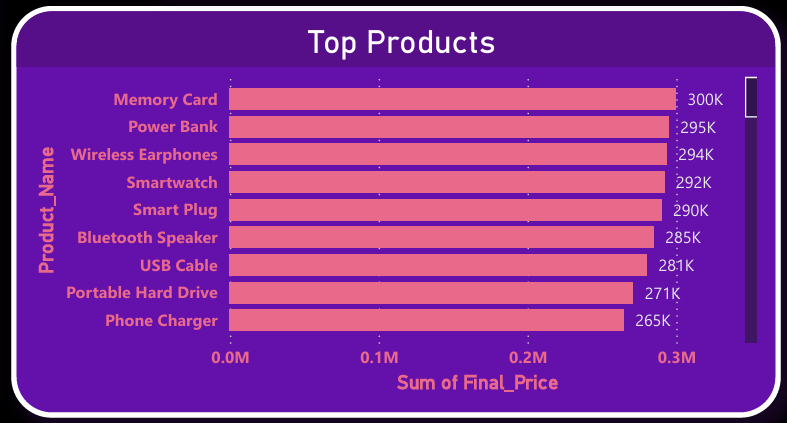 Top Products
Product_Name
Memory Card 300K
Power Bank 295K
Wireless Earphones 294K
Smartwatch 292K
Smart Plug 290K
Bluetooth Speaker 285K
USB Cable 281K
Portable Hard Drive 271K
Phone Charger 265K
0.0M 0.1M 0.2M 0.3M
Sum of Final_Price